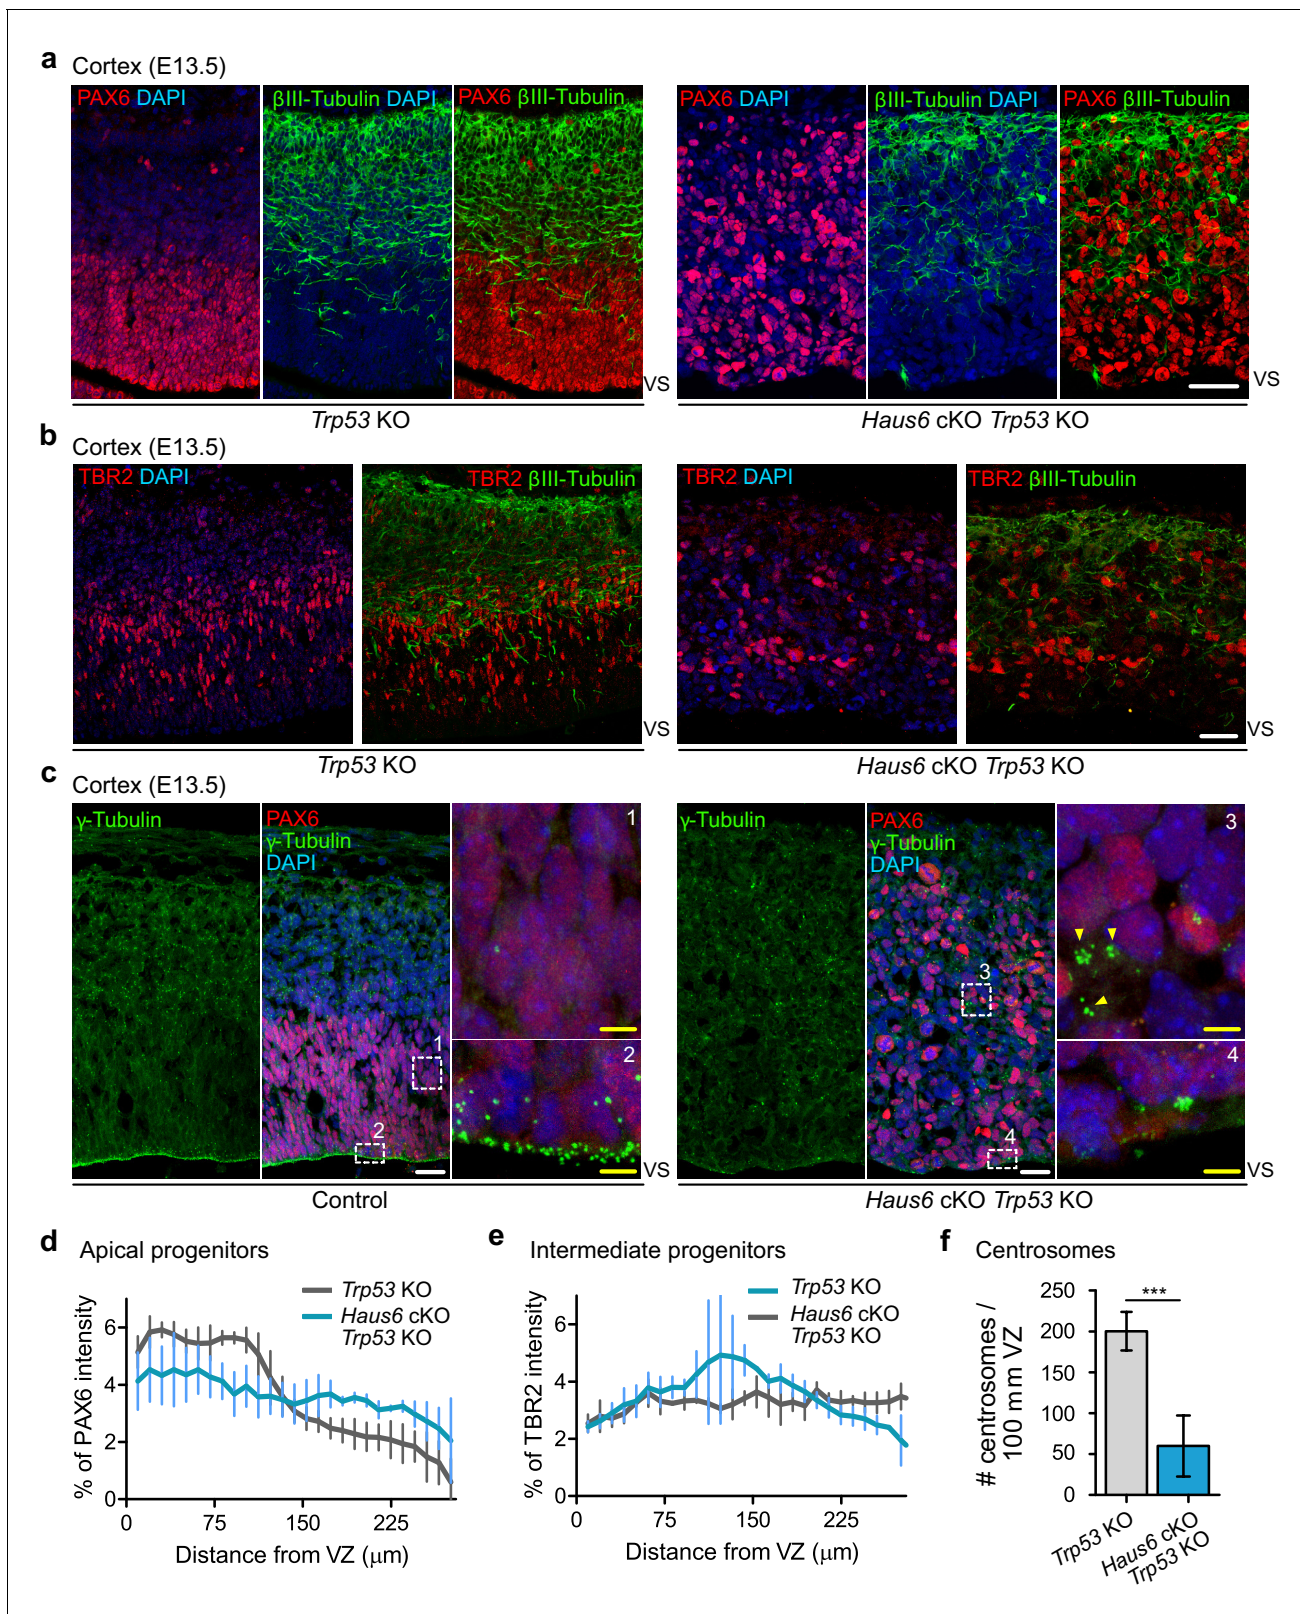 a
Cortex (E13.5)
PAX6 DAPI
βIII-Tubulin DAPI
PAX6 βIII-Tubulin
VS
Trp53 KO
PAX6 DAPI
βIII-Tubulin DAPI
PAX6 βIII-Tubulin
VS
Haus6 cKO Trp53 KO
b
Cortex (E13.5)
TBR2 DAPI
TBR2 βIII-Tubulin
VS
Trp53 KO
TBR2 DAPI
TBR2 βIII-Tubulin
VS
Haus6 cKO Trp53 KO
c
Cortex (E13.5)
γ-Tubulin
PAX6
γ-Tubulin
DAPI
1
2
1
2
VS
Control
γ-Tubulin
PAX6
γ-Tubulin
DAPI
3
4
3
4
VS
Haus6 cKO Trp53 KO
d
Apical progenitors
Trp53 KO
Haus6 cKO
Trp53 KO
% of PAX6 intensity
6
4
2
0
0
75
150
225
Distance from VZ (μm)
e
Intermediate progenitors
Trp53 KO
Haus6 cKO
Trp53 KO
% of TBR2 intensity
6
4
2
0
0
75
150
225
Distance from VZ (μm)
f
Centrosomes
# centrosomes /
100 mm VZ
250
200
150
100
50
0
***
Trp53 KO
Haus6 cKO
Trp53 KO